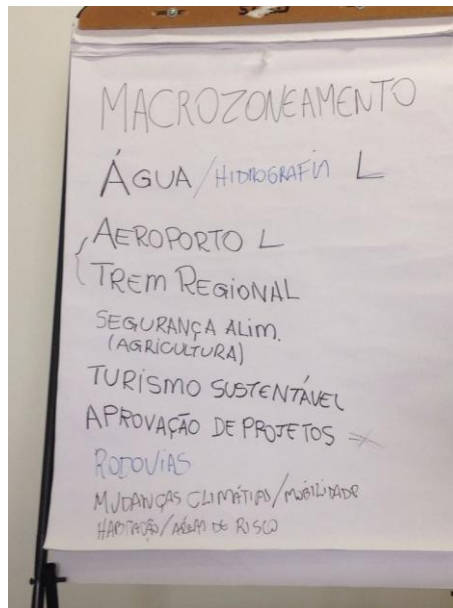 MACROZONEAMENTO
ÁGUA/HIDROGRAFIA L
AEROPORTO L
TREM REGIONAL
SEGURANÇA ALIM.
(AGRICULTURA)
TURISMO SUSTENTÁVEL
APROVAÇÃO DE PROJETOS
RODOVIAS
MUDANÇAS CLIMÁTICAS/MOBILIDADE
HABITAÇÃO/ÁREAS DE RISCO